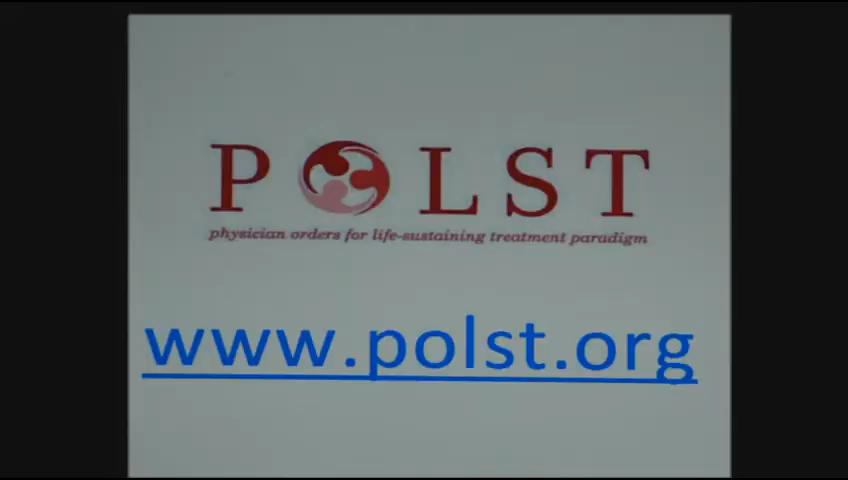 POLST
physician orders for life-sustaining treatment paradigm
www.polst.org